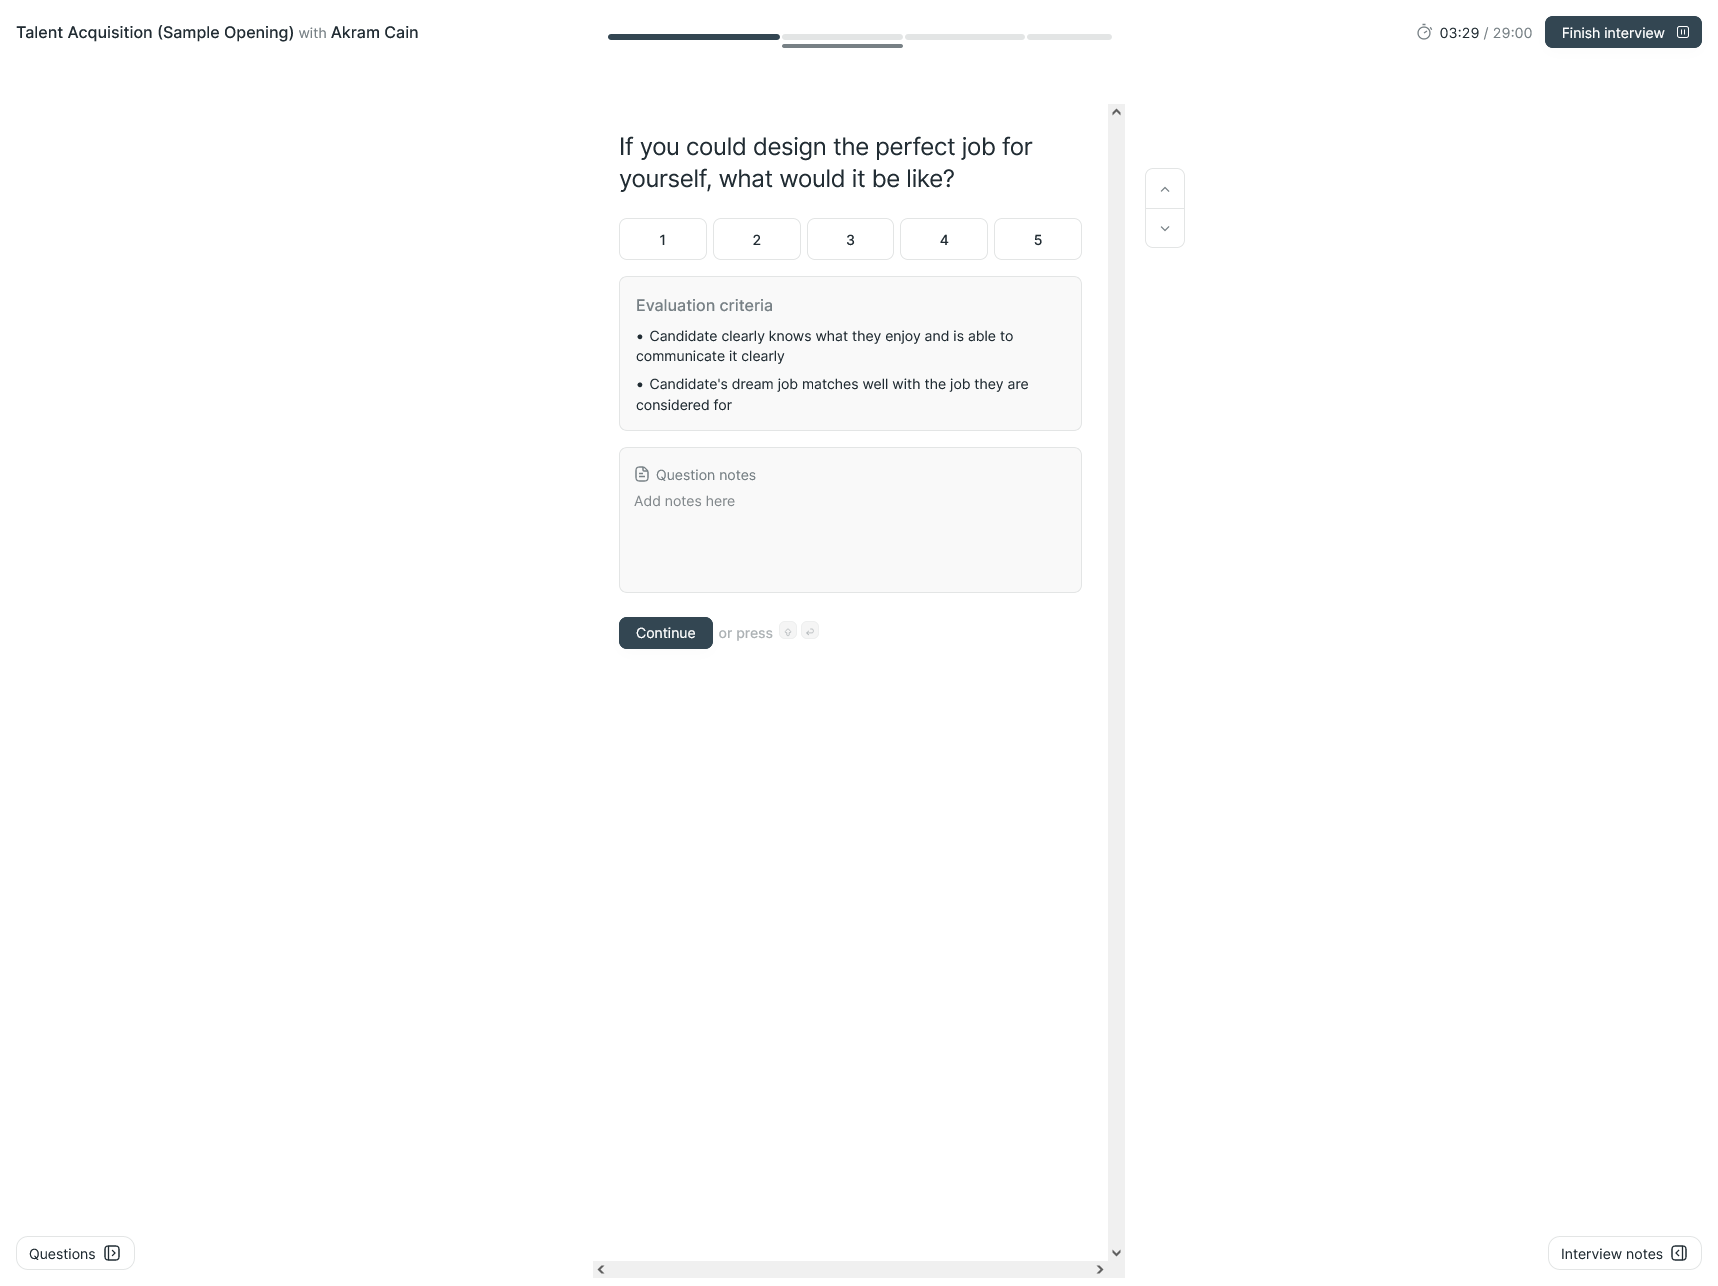 Talent Acquisition (Sample Opening) with Akram Cain
03:29 / 29:00
Finish interview
If you could design the perfect job for
yourself, what would it be like?
1
2
3
4
5
Evaluation criteria
• Candidate clearly knows what they enjoy and is able to
communicate it clearly
• Candidate's dream job matches well with the job they are
considered for
Question notes
Add notes here
Continue or press
Questions
Interview notes